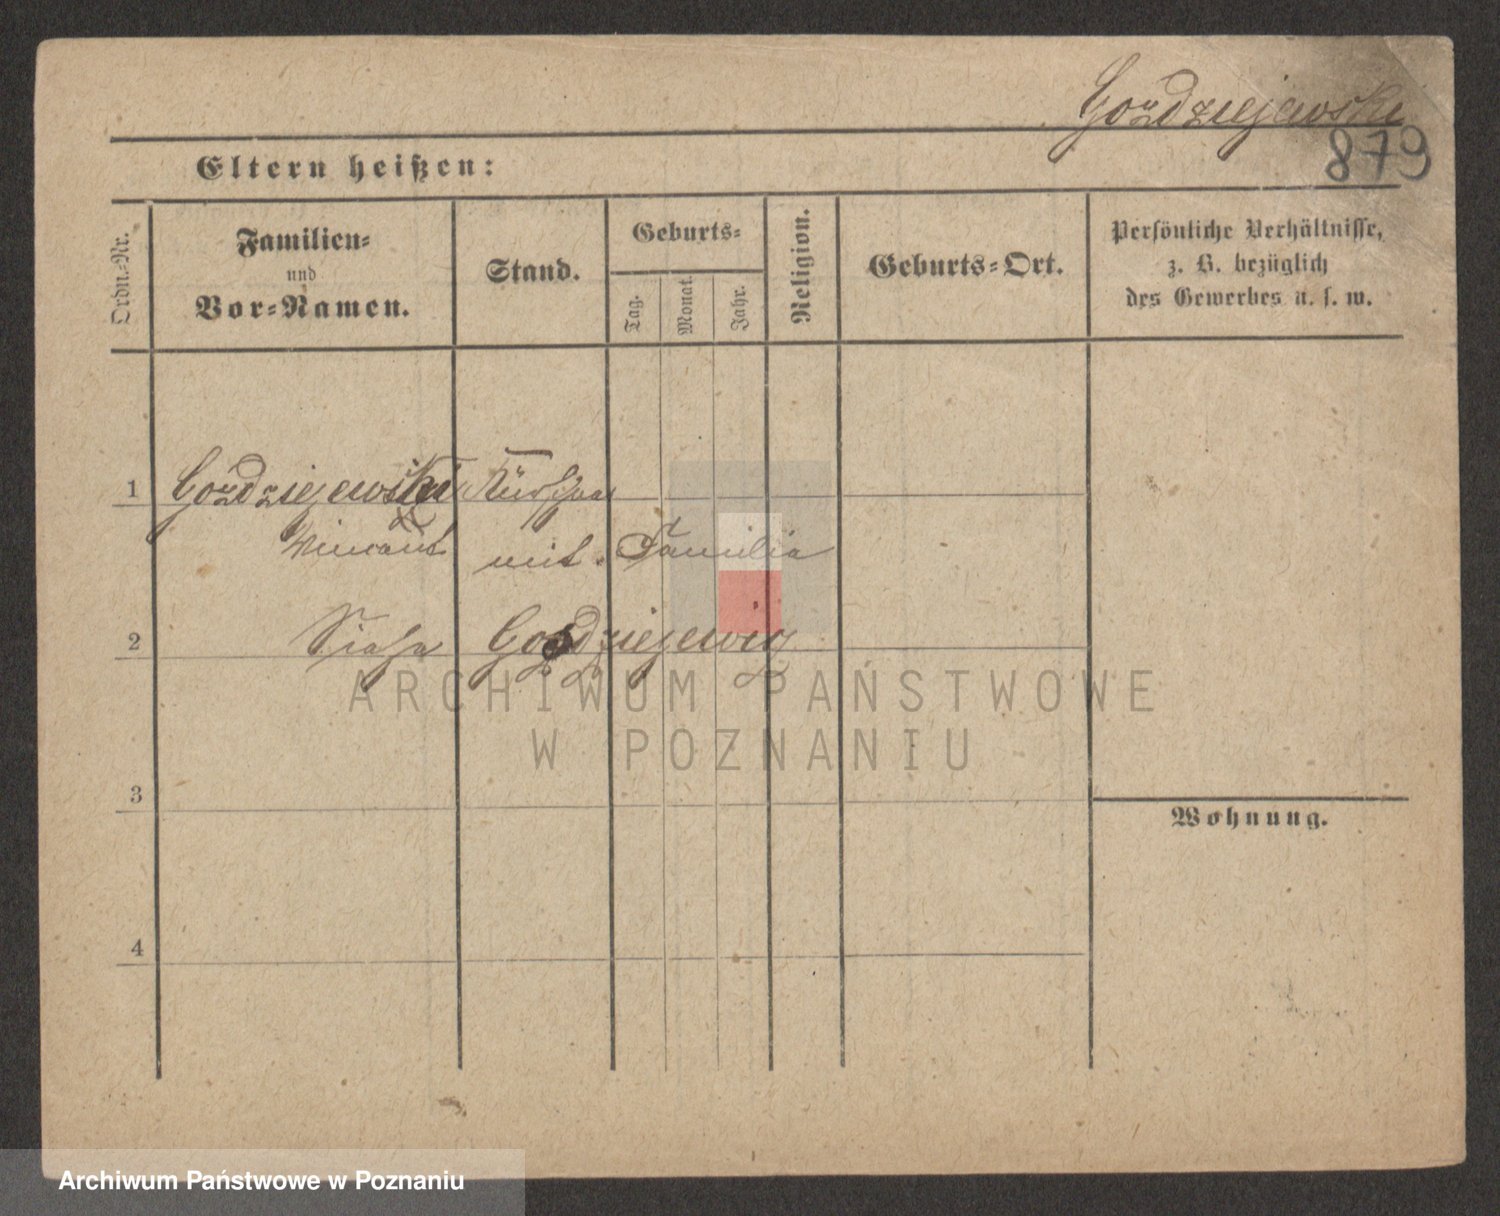 Goździejewski
879
Eltern heißen:
Ordn.-Nr.
Familien-
und
Vor-Namen.
Stand.
Geburts-
Tag.
Monat.
Jahr.
Religion.
Geburts-Ort.
Persönliche Verhältnisse,
z. B. bezüglich
des Gewerbes u. s. w.
1 Goździejewski
mit Familie
2 Siehe
3
Wohnung.
4
ARCHIWUM PAŃSTWOWE
W POZNANIU
Archiwum Państwowe w Poznaniu